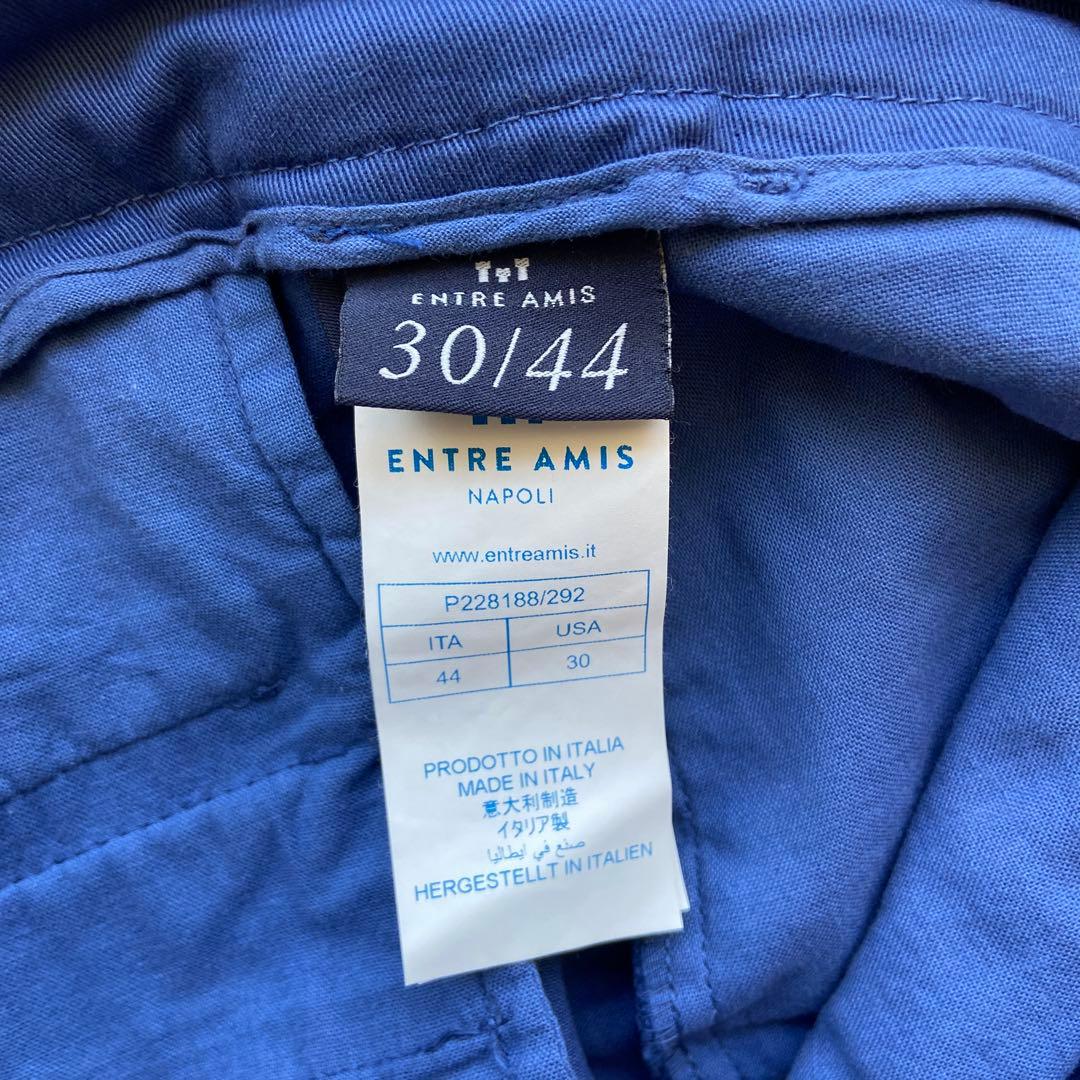 ENTRE AMIS
30/44
ENTRE AMIS
NAPOLI
www.entreamis.it
P228188/292
ITA USA
44 30
PRODOTTO IN ITALIA
MADE IN ITALY
意大利制造
イタリア製
صنع في ايطاليا
HERGESTELLT IN ITALIEN